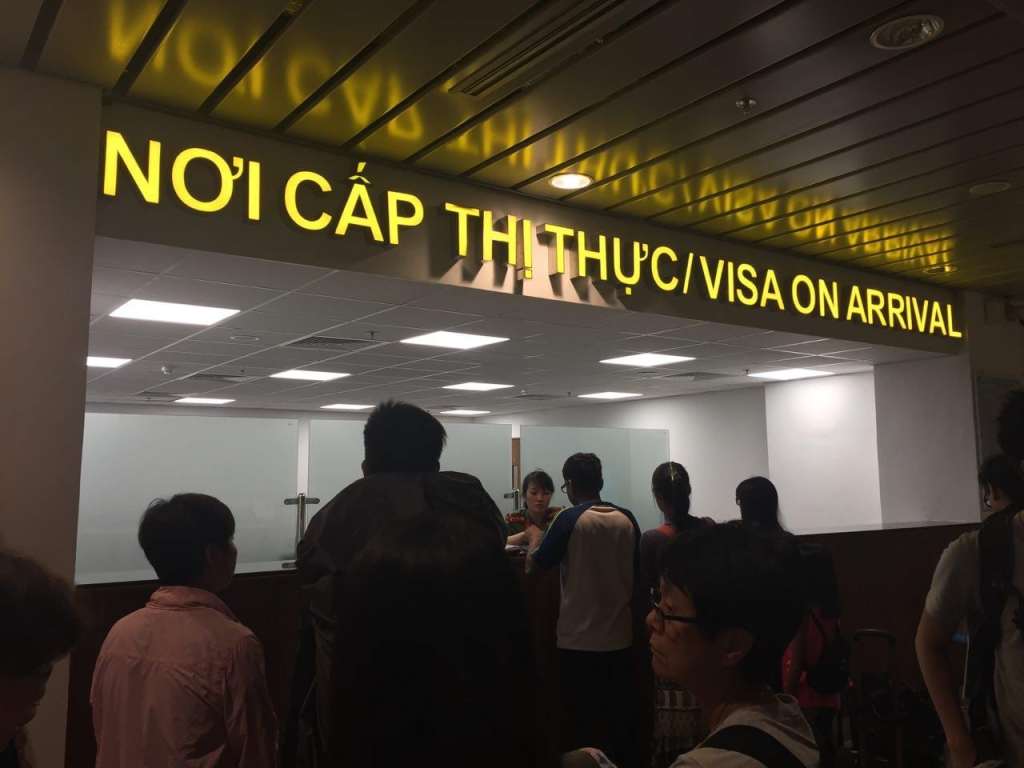 NƠI CẤP THỊ THỰC/VISA ON ARRIVAL